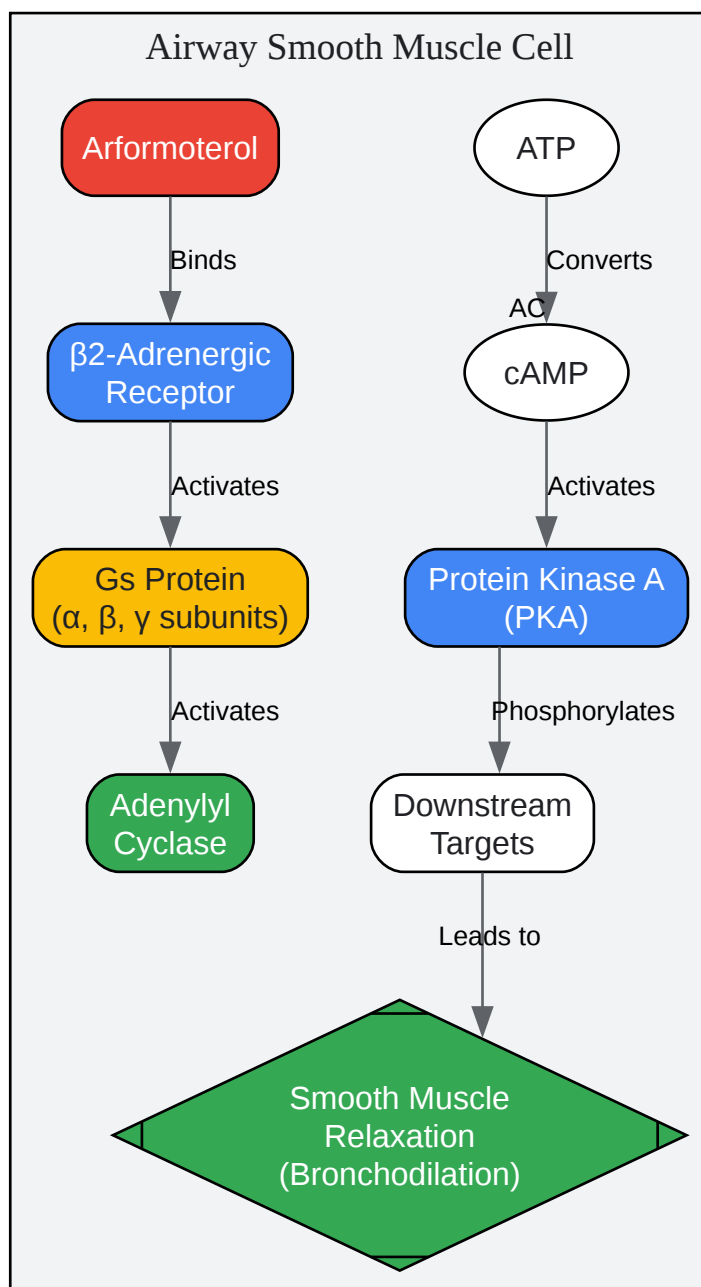 Airway Smooth Muscle Cell
Arformoterol
ATP
Binds
Converts
AC
β2-Adrenergic
Receptor
cAMP
Activates
Activates
Gs Protein
(α, β, γ subunits)
Protein Kinase A
(PKA)
Activates
Phosphorylates
Adenylyl
Cyclase
Downstream
Targets
Leads to
Smooth Muscle
Relaxation
(Bronchodilation)